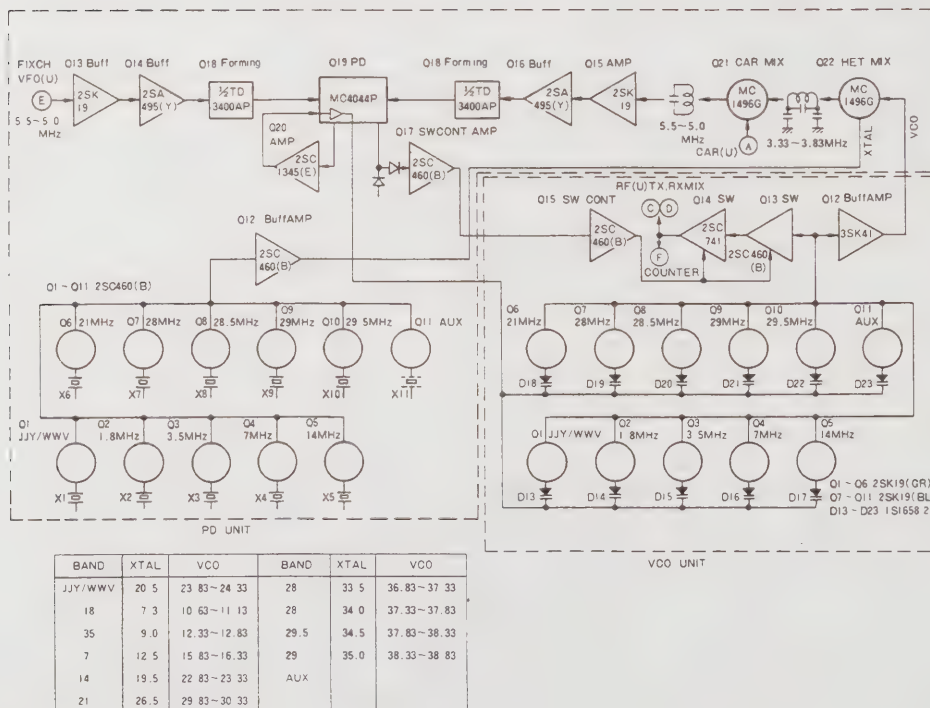 FIXCH
VFO(U)
E
5.5~5.0
MHz
Q13 Buff
2SK
19
Q14 Buff
2SA
495(Y)
Q18 Forming
½TD
3400AP
Q19 PD
MC4044P
Q18 Forming
½TD
3400AP
Q16 Buff
2SA
495(Y)
Q15 AMP
2SK
19
5.5~5.0
MHz
Q21 CAR MIX
MC
1496G
A
CAR(U)
3.33~3.83MHz
Q22 HET MIX
MC
1496G
XTAL
VCO
Q20
AMP
2SC
1345(E)
Q17 SWCONT AMP
2SC
460(B)
Q12 BuffAMP
2SC
460(B)
RF(U)TX,RXMIX
C D
Q15 SW CONT
2SC
460(B)
F
COUNTER
Q14 SW
2SC
741
Q13 SW
2SC460
(B)
Q12 BuffAMP
3SK41
Q1~Q11 2SC460(B)
Q6 21MHz
Q7 28MHz
Q8 28.5MHz
Q9
29MHz
Q10 29.5MHz
Q11 AUX
X6
X7
X8
X9
X10
X11
Q1
JJY/WWV
Q2
1.8MHz
Q3
3.5MHz
Q4
7MHz
Q5
14MHz
X1
X2
X3
X4
X5
PD UNIT
Q6
21MHz
Q7
28MHz
Q8
28.5MHz
Q9
29MHz
Q10
29.5MHz
Q11
AUX
D18
D19
D20
D21
D22
D23
Q1 JJY/WWV
Q2
1.8MHz
Q3
3.5MHz
Q4
7MHz
Q5
14MHz
D13
D14
D15
D16
D17
Q1~Q6 2SK19(GR)
Q7~Q11 2SK19(BL
D13~D23 1S1658 2
VCO UNIT
BAND XTAL VCO BAND XTAL VCO
JJY/WWV 20 5 23 83~24 33 28 33 5 36.83~37 33
18 7 3 10 63~11 13 28 34 0 37.33~37.83
35 9.0 12.33~12.83 29.5 34.5 37.83~38.33
7 12 5 15 83~16.33 29 35.0 38.33~38 83
14 19.5 22 83~23 33 AUX
21 26.5 29 83~30 33